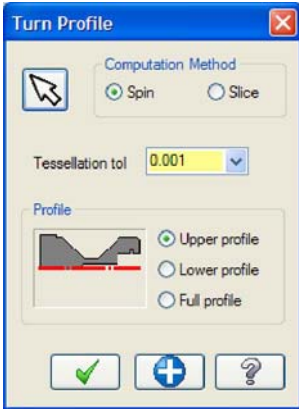 Turn Profile
Computation Method
Spin
Slice
Tessellation tol
0.001
Profile
Upper profile
Lower profile
Full profile